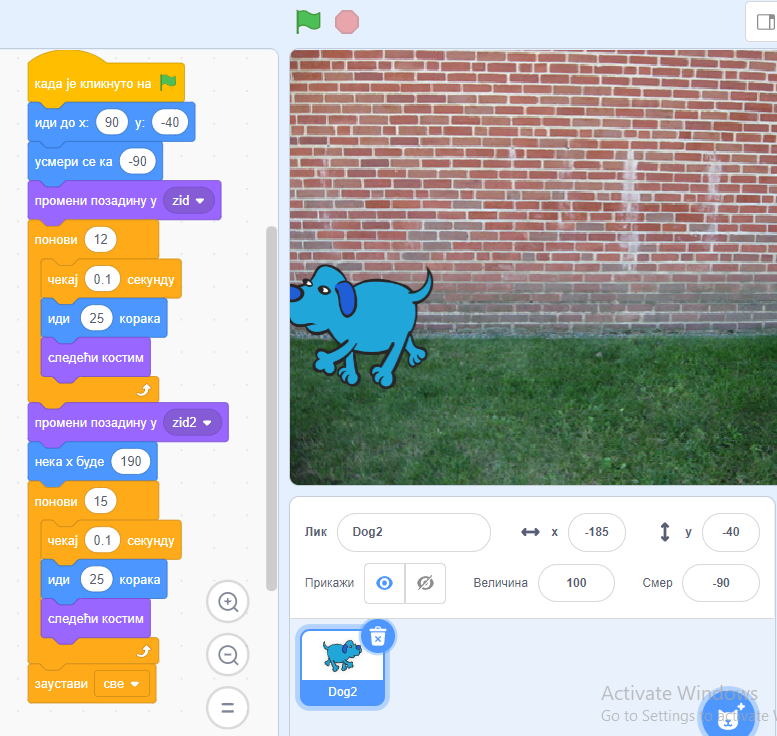 када је кликнуто на
иди до x: 90 y: -40
усмери се ка -90
промени позадину у zid
понови 12
чекај 0.1 секунду
иди 25 корака
следећи костим
промени позадину у zid2
нека x буде 190
понови 15
чекај 0.1 секунду
иди 25 корака
следећи костим
заустави све
Лик Dog2 x -185 y -40
Прикажи Величина 100 Смер -90
Dog2
Activate Windows
Go to Settings to activate W